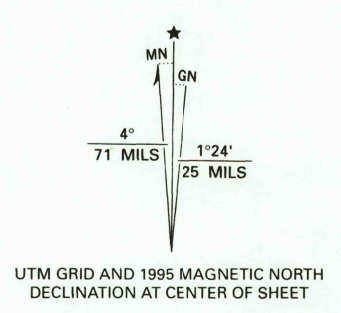 MN
GN
4°
71 MILS
1°24'
25 MILS
UTM GRID AND 1995 MAGNETIC NORTH
DECLINATION AT CENTER OF SHEET